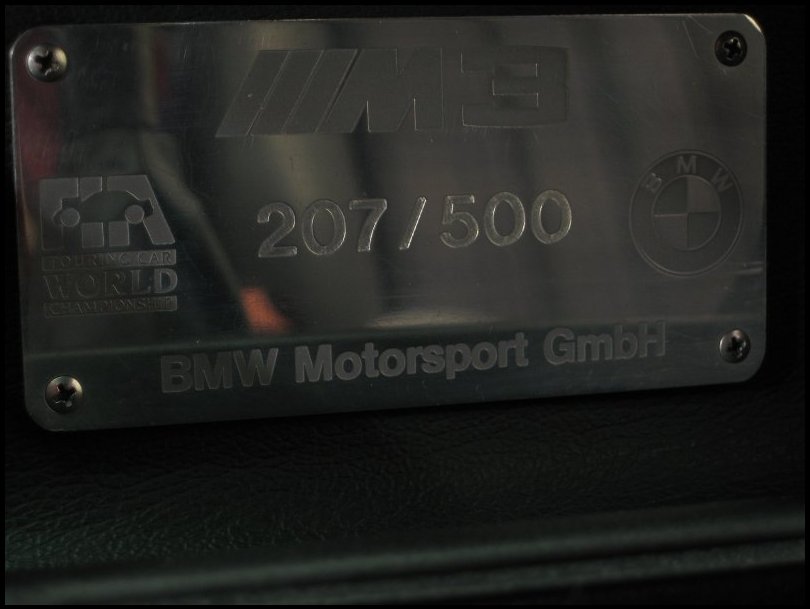 M3
FIA
TOURING CAR
WORLD
CHAMPIONSHIP
207/500
BMW
BMW Motorsport GmbH